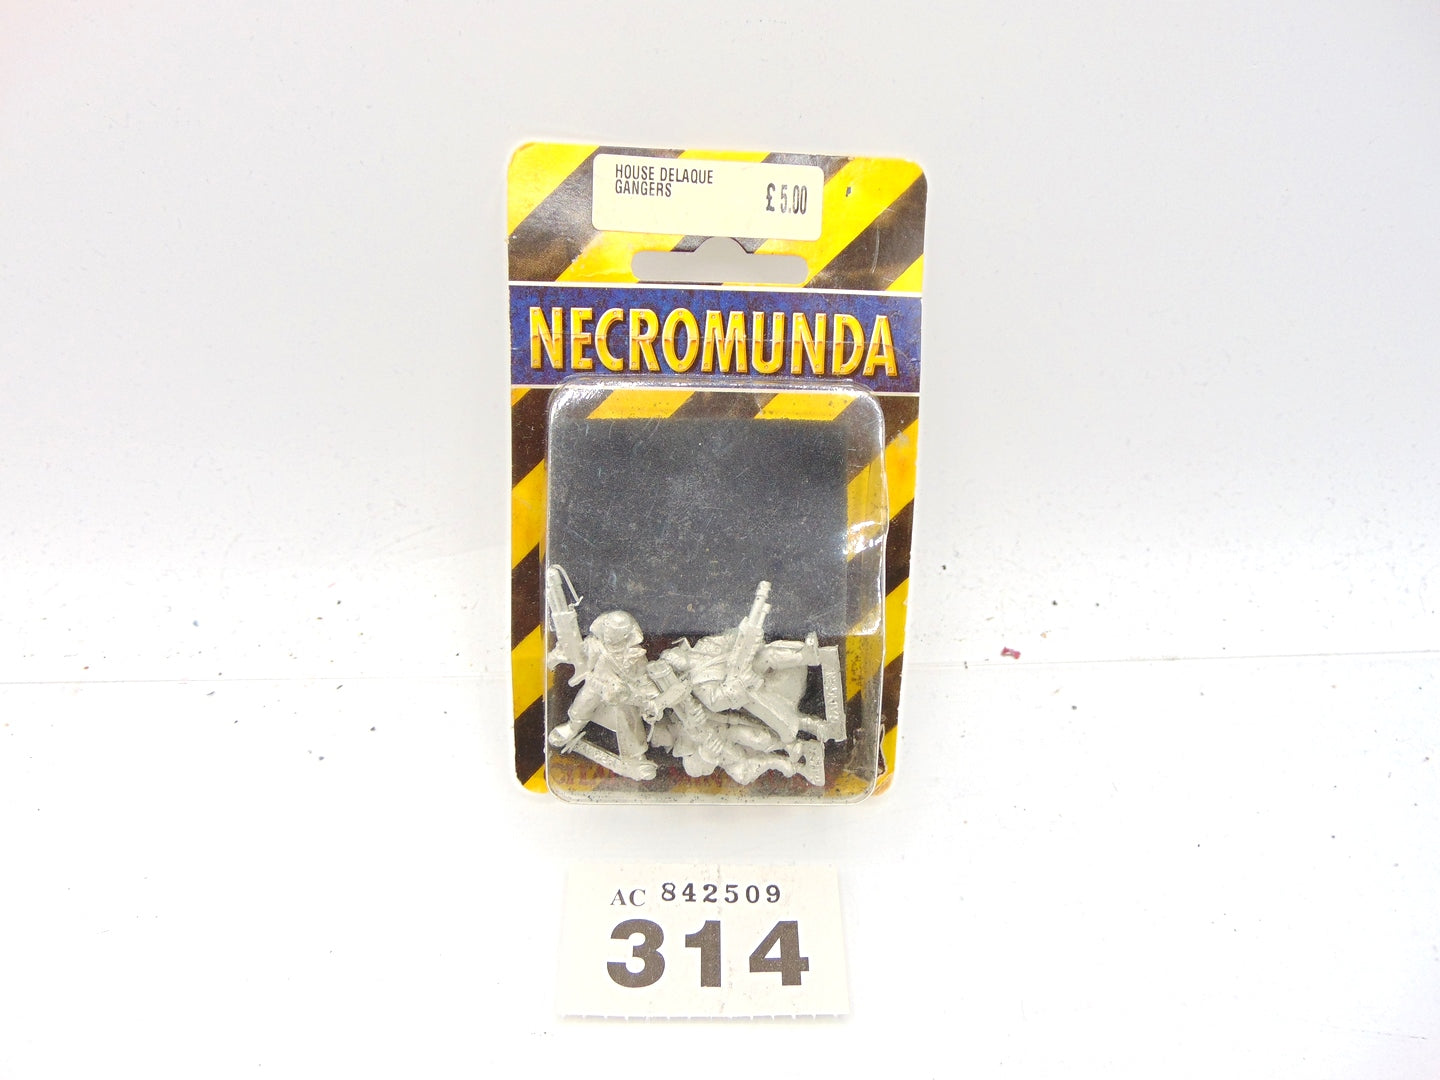 HOUSE DELAQUE
GANGERS
£5.00
NECROMUNDA
AC 842509
314